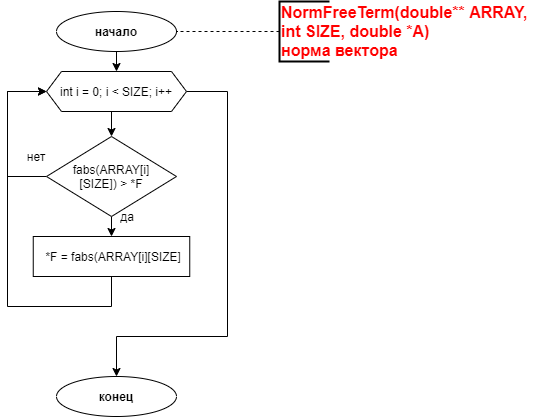 начало
NormFreeTerm(double** ARRAY,
int SIZE, double *A)
норма вектора
int i = 0; i < SIZE; i++
нет
fabs(ARRAY[i]
[SIZE]) > *F
да
*F = fabs(ARRAY[i][SIZE]
конец